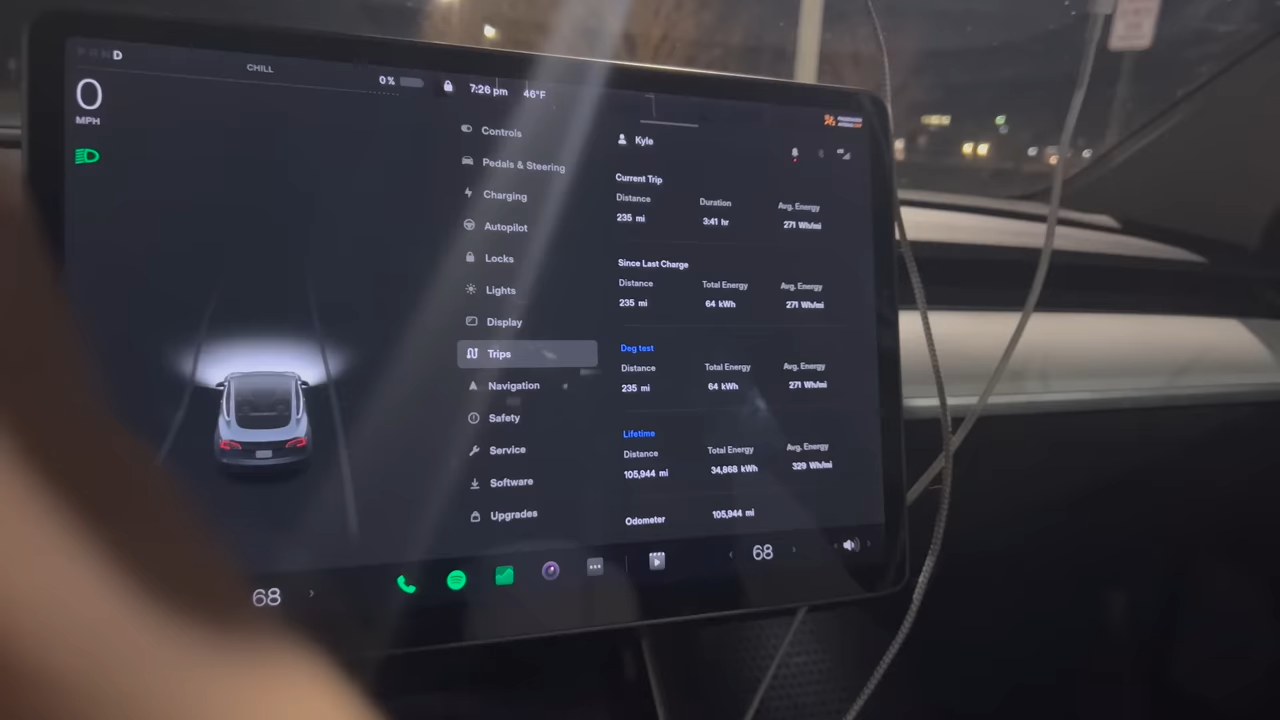 P R N D
CHILL
0 %
7:26 pm
46°F
0
MPH
Controls
Pedals & Steering
Charging
Autopilot
Locks
Lights
Display
Trips
Navigation
Safety
Service
Software
Upgrades
Kyle
Current Trip
Distance Duration Avg. Energy
235 mi 3:41 hr 271 Wh/mi
Since Last Charge
Distance Total Energy Avg. Energy
235 mi 64 kWh 271 Wh/mi
Deg test
Distance Total Energy Avg. Energy
235 mi 64 kWh 271 Wh/mi
Lifetime
Distance Total Energy Avg. Energy
105,944 mi 34,868 kWh 329 Wh/mi
Odometer 105,944 mi
68
68